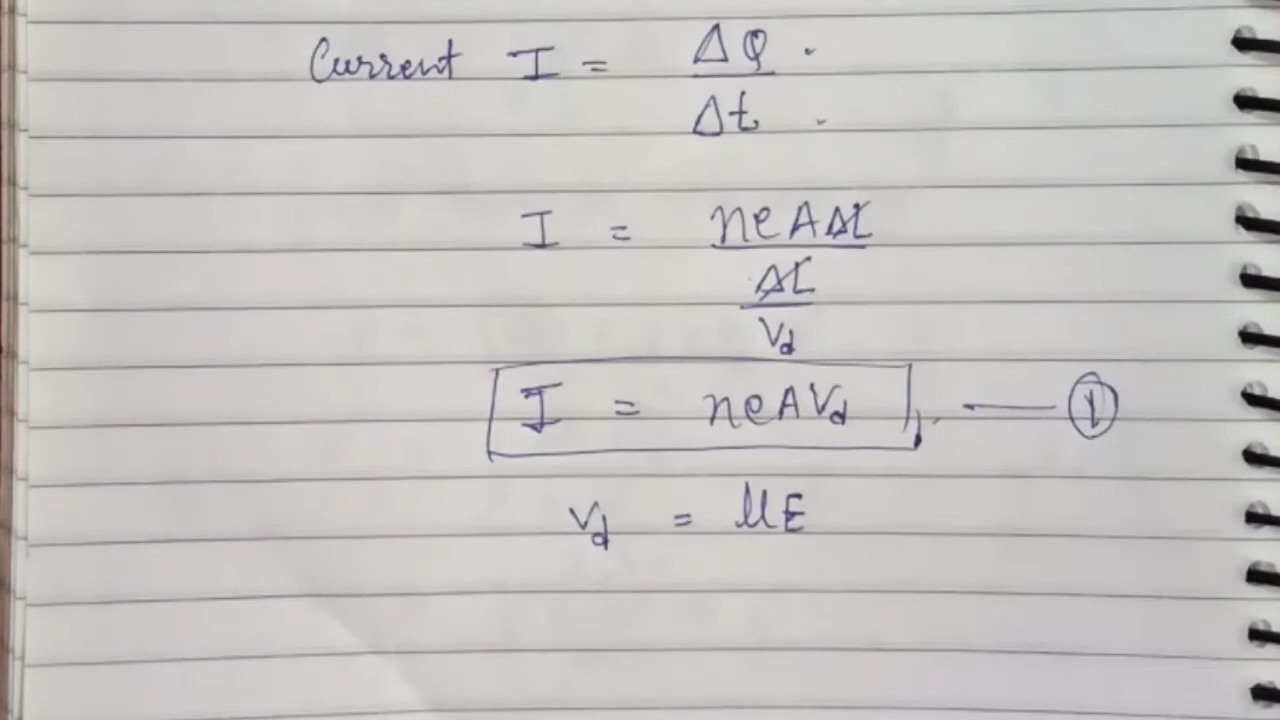 Current I = ΔQ
Δt
I = neAΔl
Δl
Vd
I = neAVd — 1
Vd = μE